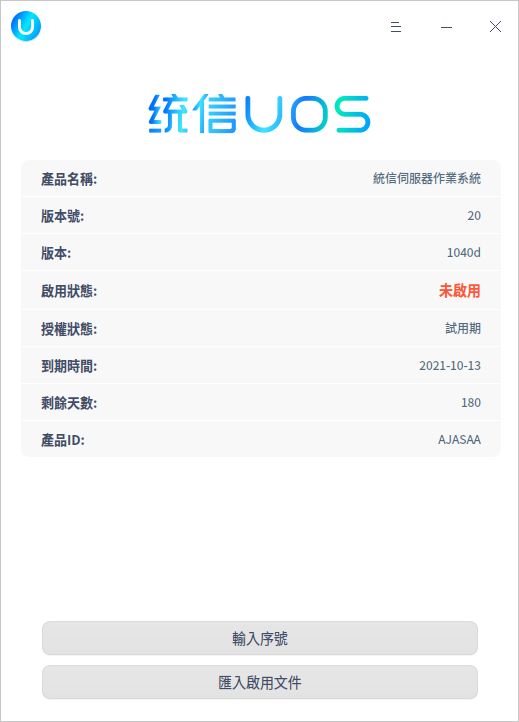 统信UOS
產品名稱: 統信伺服器作業系統
版本號: 20
版本: 1040d
啟用狀態: 未啟用
授權狀態: 試用期
到期時間: 2021-10-13
剩餘天數: 180
產品ID: AJASAA
輸入序號
匯入啟用文件